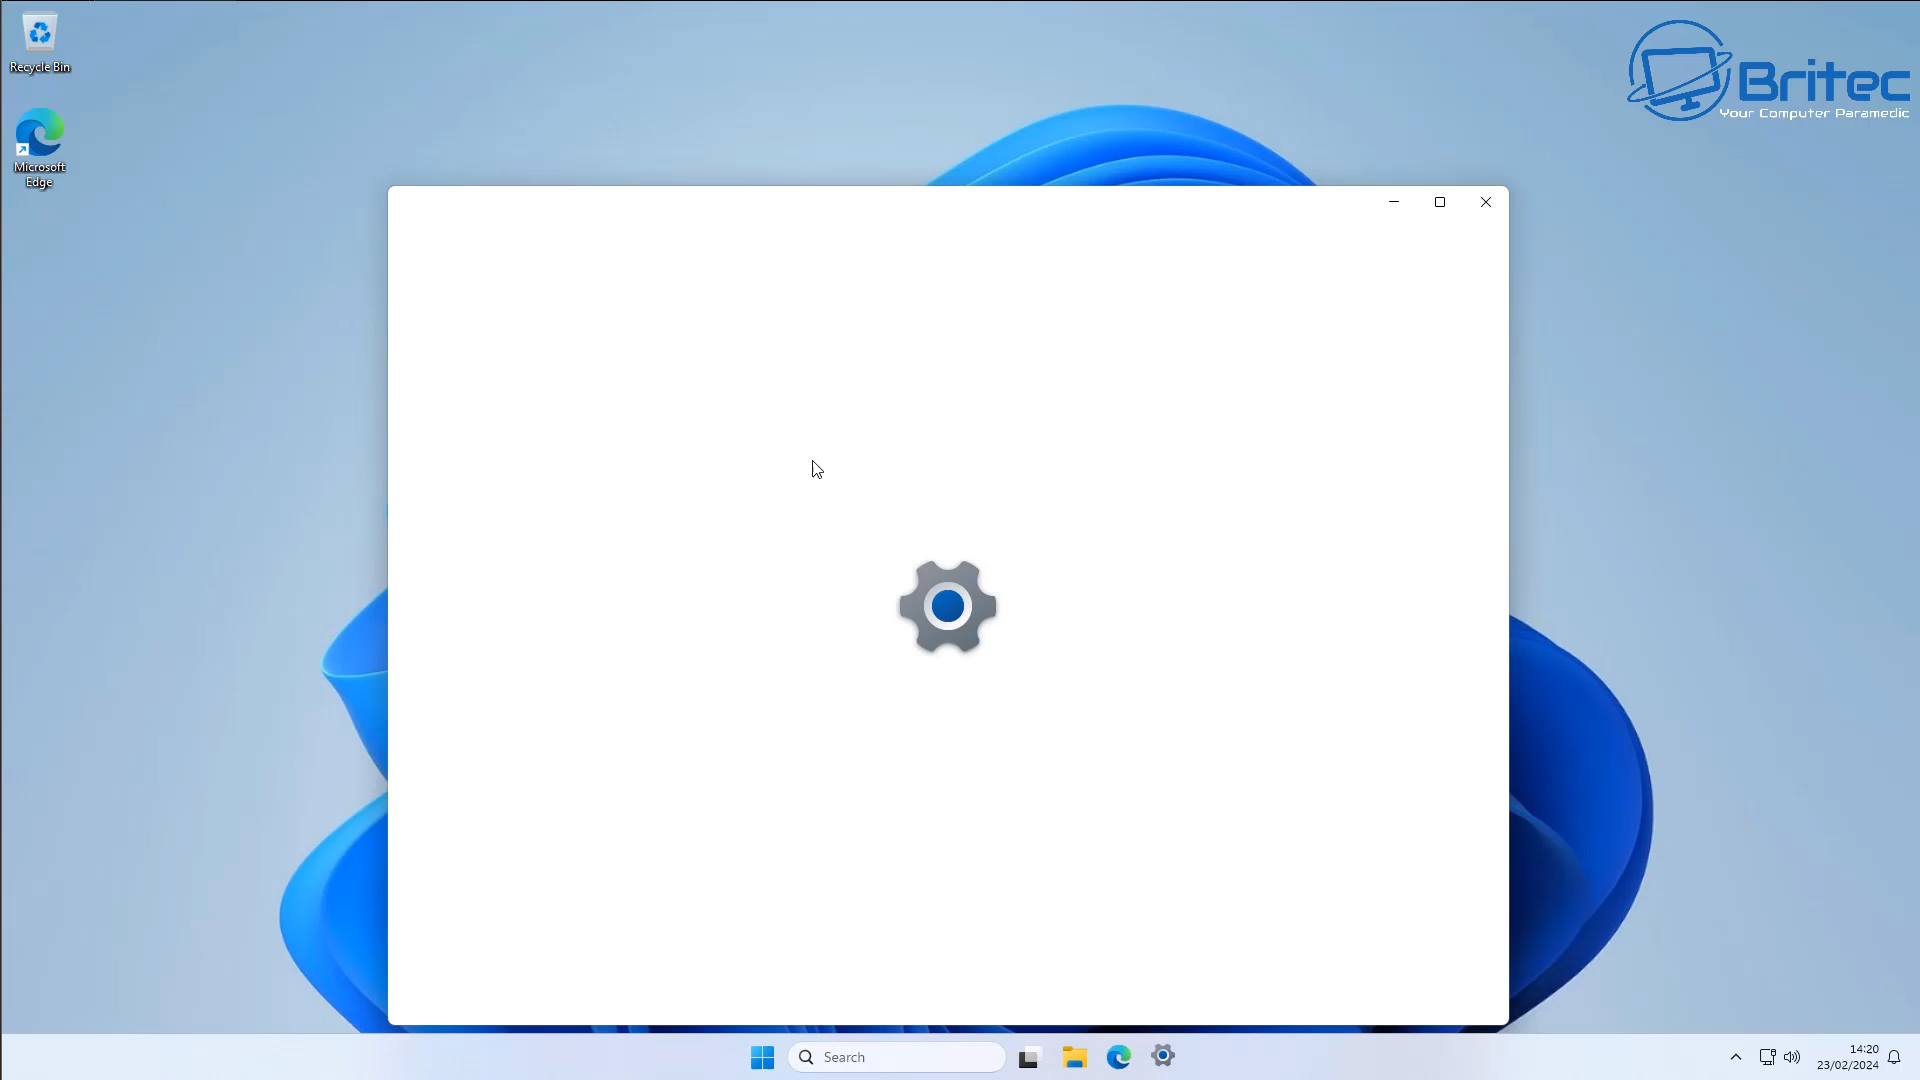 Recycle Bin
Microsoft
Edge
Britec
Your Computer Paramedic
Search
14:20
23/02/2024